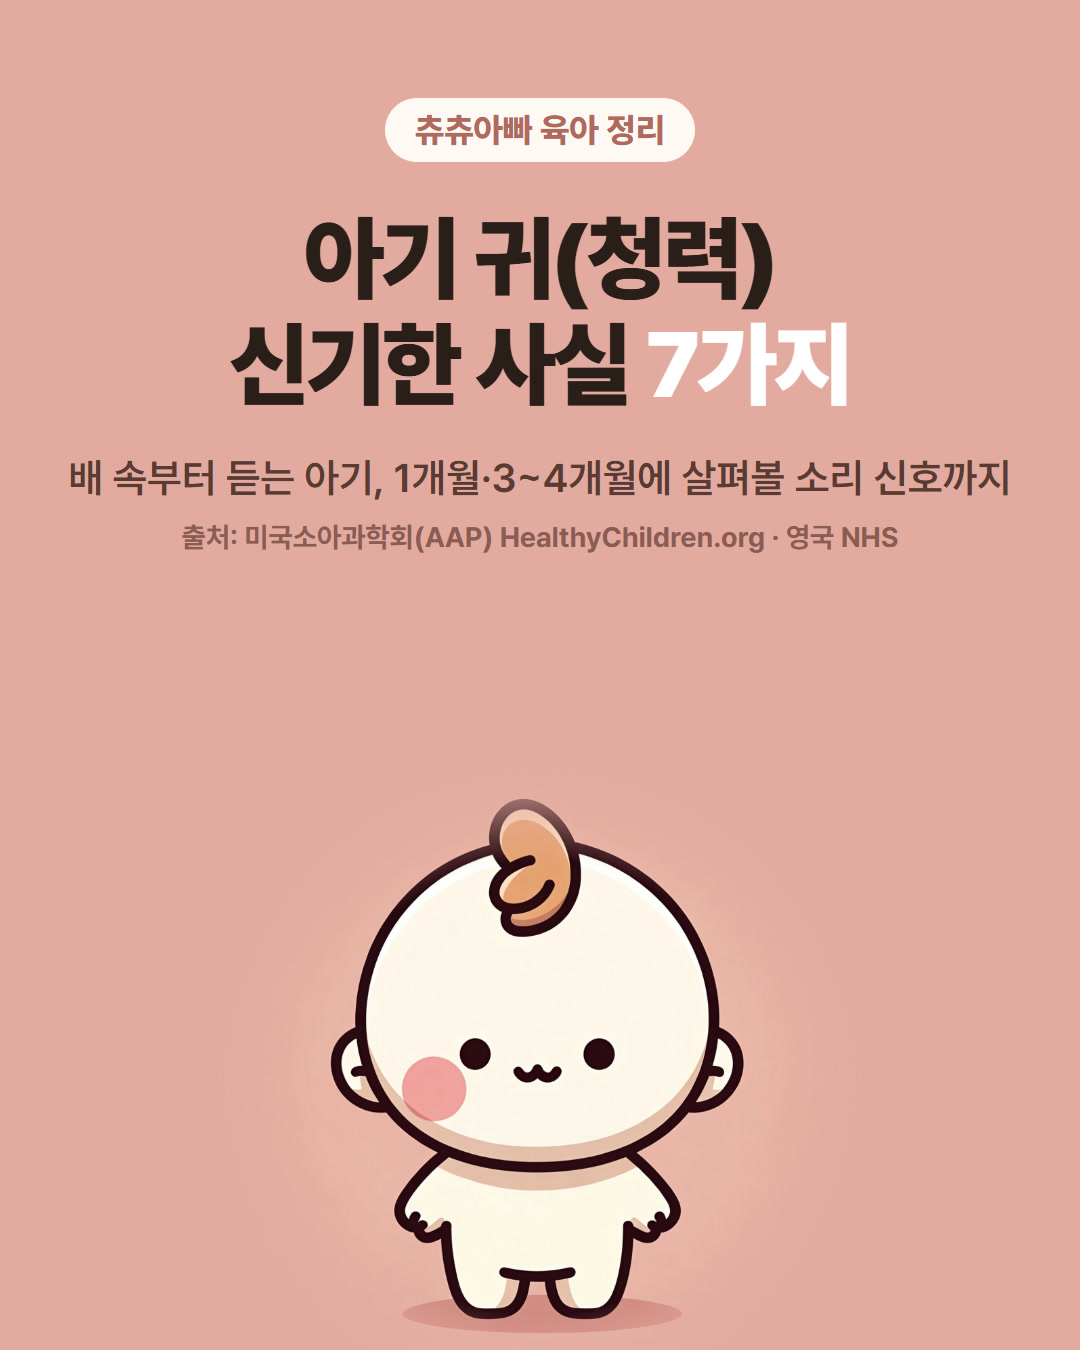 츄츄아빠 육아 정리
아기 귀(청력)
신기한 사실 7가지
배 속부터 듣는 아기, 1개월·3~4개월에 살펴볼 소리 신호까지
출처: 미국소아과학회(AAP) HealthyChildren.org · 영국 NHS